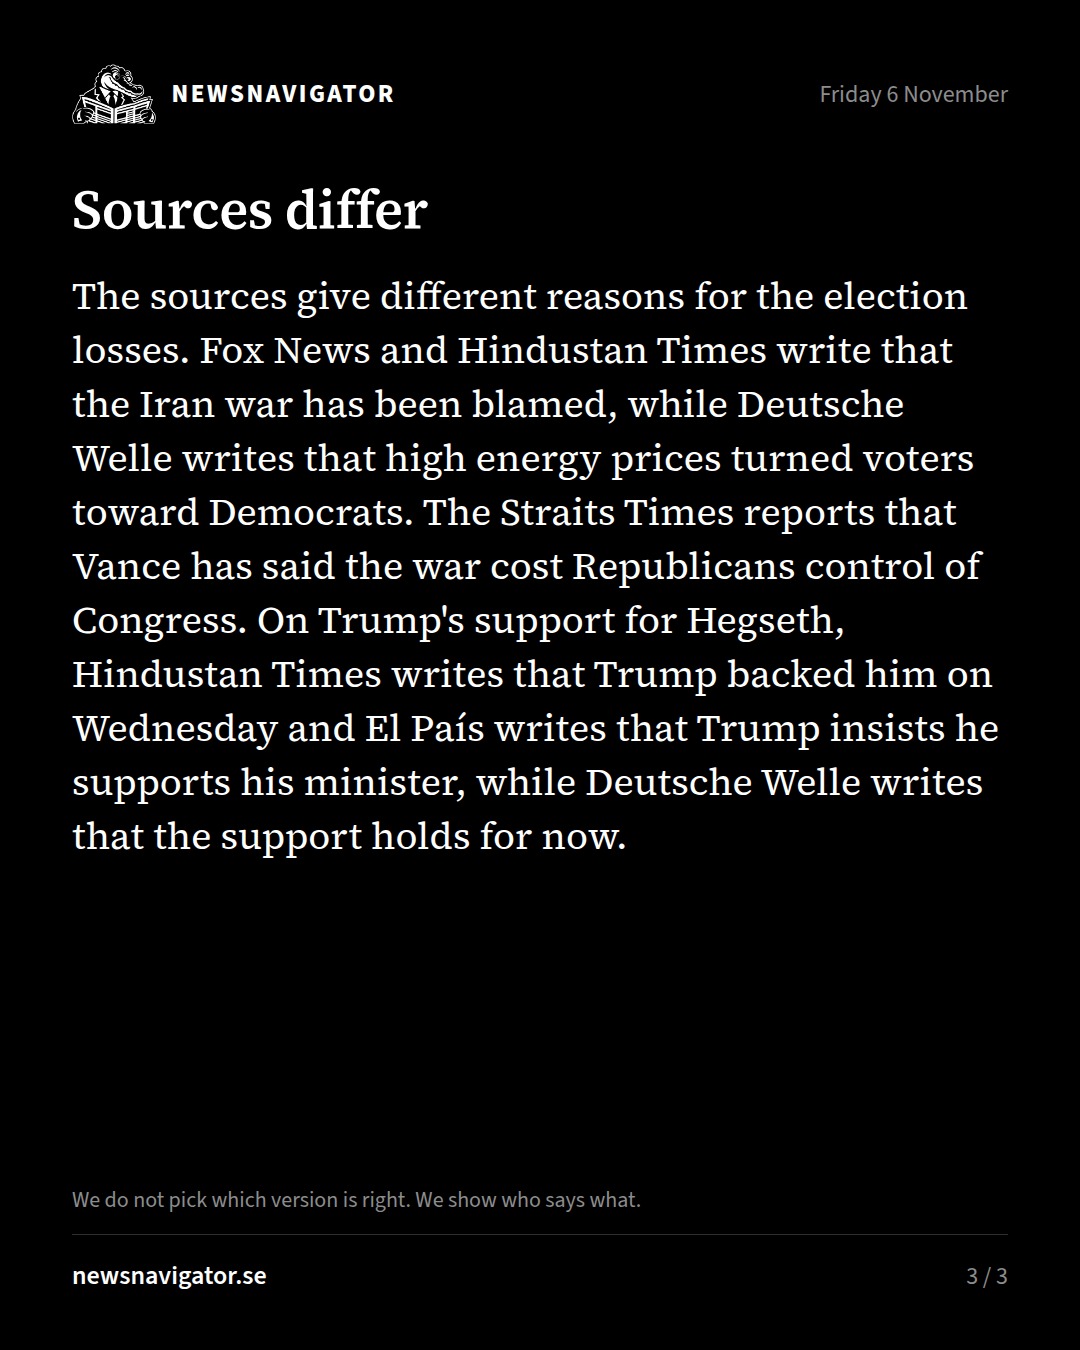 NEWSNAVIGATOR
Friday 6 November
Sources differ
The sources give different reasons for the election
losses. Fox News and Hindustan Times write that
the Iran war has been blamed, while Deutsche
Welle writes that high energy prices turned voters
toward Democrats. The Straits Times reports that
Vance has said the war cost Republicans control of
Congress. On Trump's support for Hegseth,
Hindustan Times writes that Trump backed him on
Wednesday and El País writes that Trump insists he
supports his minister, while Deutsche Welle writes
that the support holds for now.
We do not pick which version is right. We show who says what.
newsnavigator.se
3 / 3